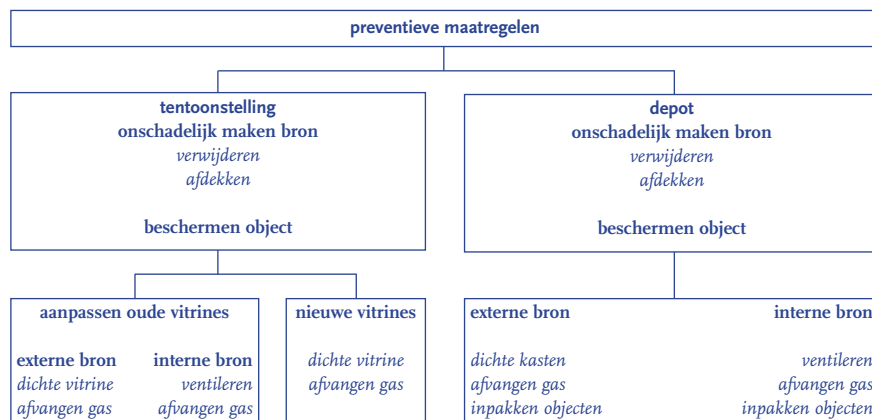 preventieve maatregelen
tentoonstelling
onschadelijk maken bron
verwijderen
afdekken
beschermen object
depot
onschadelijk maken bron
verwijderen
afdekken
beschermen object
aanpassen oude vitrines
externe bron interne bron
dichte vitrine ventileren
afvangen gas afvangen gas
nieuwe vitrines
dichte vitrine
afvangen gas
externe bron interne bron
dichte kasten ventileren
afvangen gas afvangen gas
inpakken objecten inpakken objecten